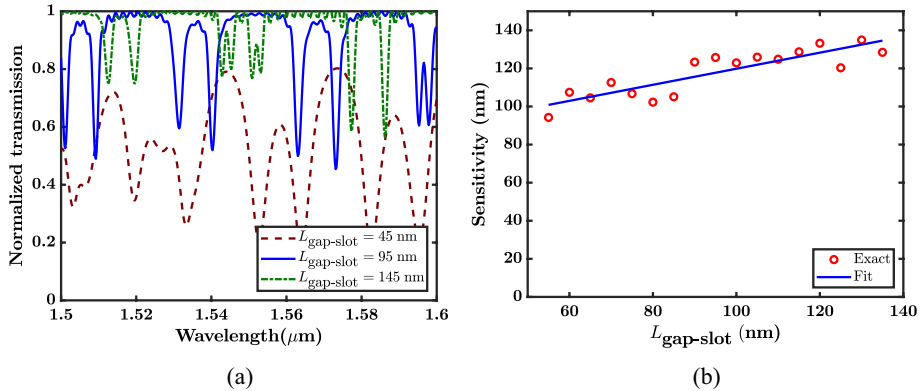 Normalized transmission
1
0.8
0.6
0.4
0.2
0
1.5
1.52
1.54
1.56
1.58
1.6
Wavelength(μm)
L_gap-slot = 45 nm
L_gap-slot = 95 nm
L_gap-slot = 145 nm
(a)
Sensitivity (nm)
150
140
120
100
80
60
40
20
0
60
80
100
120
140
L_gap-slot (nm)
Exact
Fit
(b)